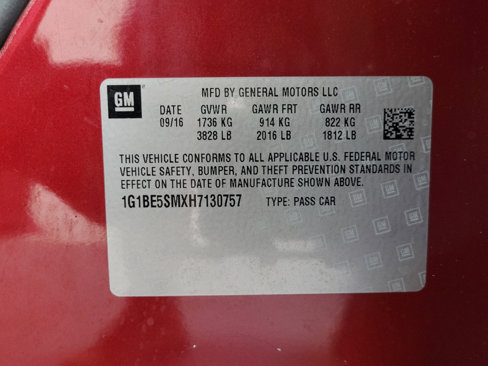 GM
MFD BY GENERAL MOTORS LLC
DATE GVWR GAWR FRT GAWR RR
09/16 1736 KG 914 KG 822 KG
3828 LB 2016 LB 1812 LB
THIS VEHICLE CONFORMS TO ALL APPLICABLE U.S. FEDERAL MOTOR
VEHICLE SAFETY, BUMPER, AND THEFT PREVENTION STANDARDS IN
EFFECT ON THE DATE OF MANUFACTURE SHOWN ABOVE.
1G1BE5SMXH7130757 TYPE: PASS CAR